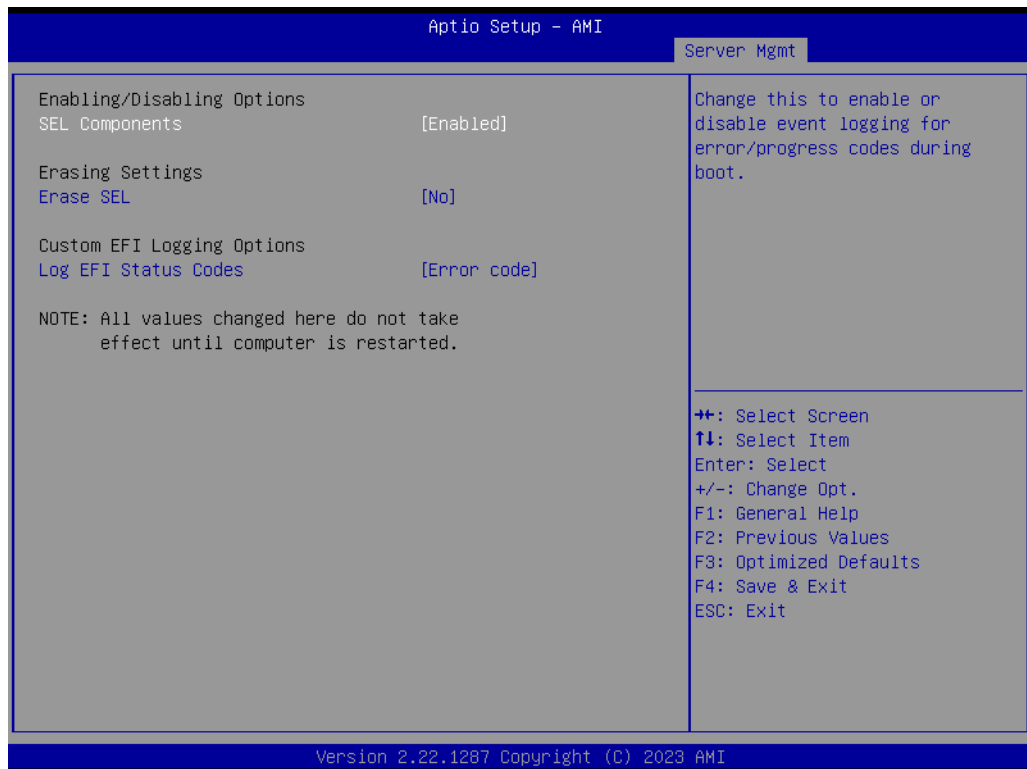 Aptio Setup – AMI
Server Mgmt
Enabling/Disabling Options
SEL Components [Enabled]
Erasing Settings
Erase SEL [No]
Custom EFI Logging Options
Log EFI Status Codes [Error code]
NOTE: All values changed here do not take
effect until computer is restarted.
Change this to enable or
disable event logging for
error/progress codes during
boot.
→←: Select Screen
↑↓: Select Item
Enter: Select
+/-: Change Opt.
F1: General Help
F2: Previous Values
F3: Optimized Defaults
F4: Save & Exit
ESC: Exit
Version 2.22.1287 Copyright (C) 2023 AMI